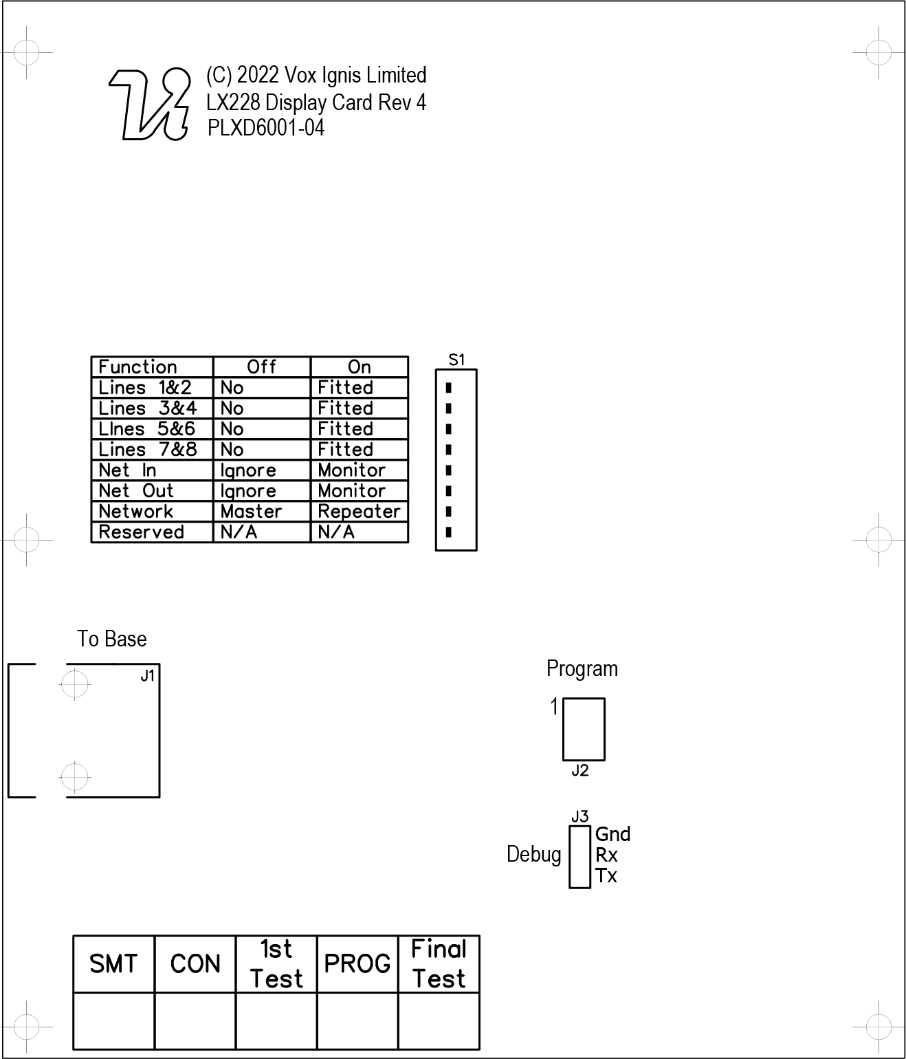 (C) 2022 Vox Ignis Limited
LX228 Display Card Rev 4
PLXD6001-04
Function Off On
Lines 1&2 No Fitted
Lines 3&4 No Fitted
LInes 5&6 No Fitted
Lines 7&8 No Fitted
Net In Ignore Monitor
Net Out Ignore Monitor
Network Master Repeater
Reserved N/A N/A
S1
To Base
J1
Program
1
J2
J3
Debug
Gnd
Rx
Tx
SMT CON 1st Test PROG Final Test